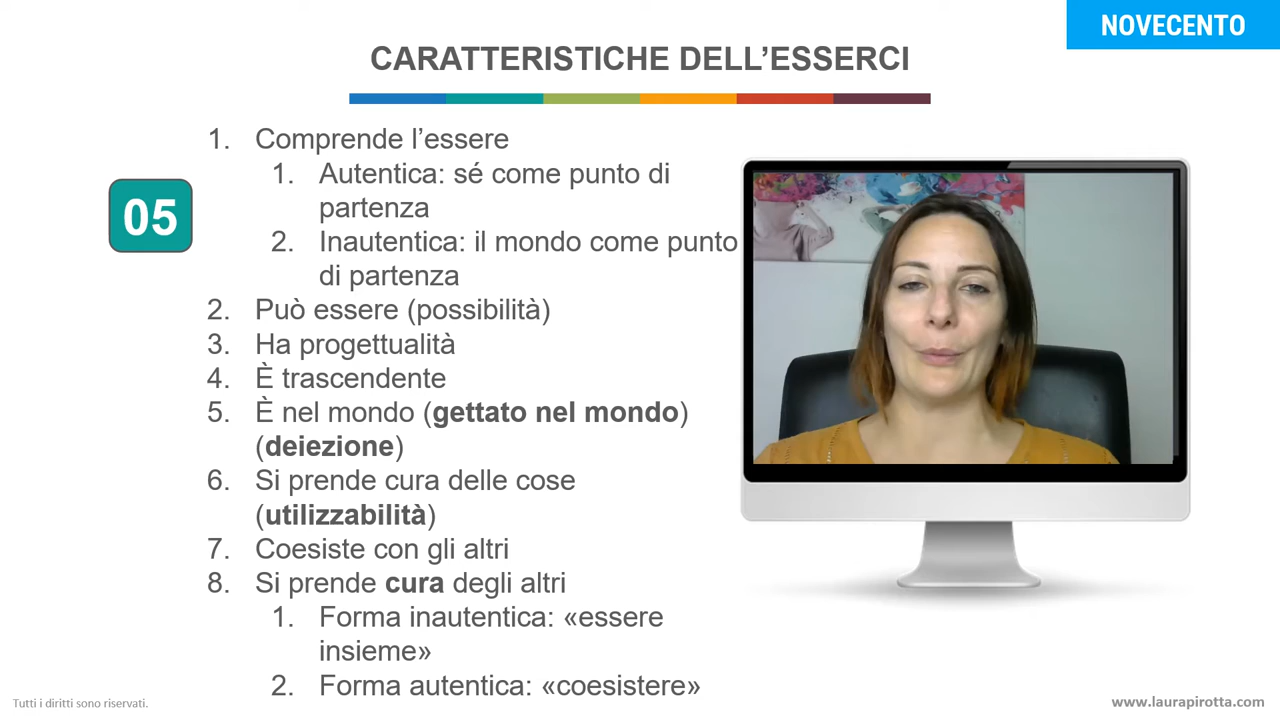 NOVECENTO
CARATTERISTICHE DELL’ESSERCI
05
1. Comprende l’essere
1. Autentica: sé come punto di
partenza
2. Inautentica: il mondo come punto
di partenza
2. Può essere (possibilità)
3. Ha progettualità
4. È trascendente
5. È nel mondo (gettato nel mondo)
(deiezione)
6. Si prende cura delle cose
(utilizzabilità)
7. Coesiste con gli altri
8. Si prende cura degli altri
1. Forma inautentica: «essere
insieme»
2. Forma autentica: «coesistere»
Tutti i diritti sono riservati.
www.laurapirotta.com